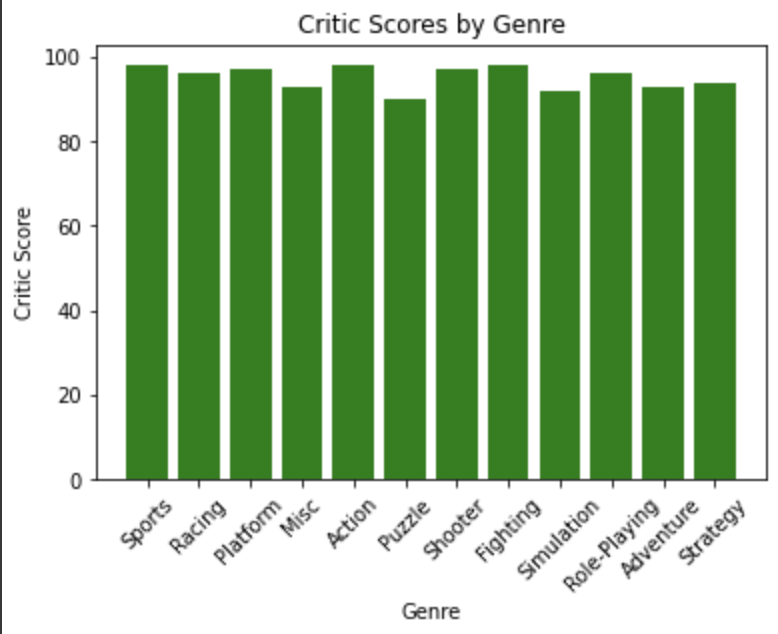 Critic Scores by Genre
Critic Score
100
80
60
40
20
0
Sports
Racing
Platform
Misc
Action
Puzzle
Shooter
Fighting
Simulation
Role-Playing
Adventure
Strategy
Genre